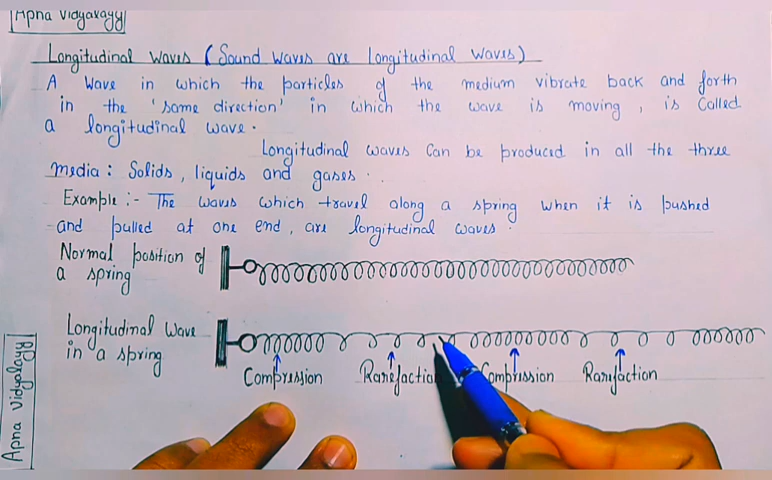 Apna Vidyalayy
Longitudinal waves (Sound waves are longitudinal waves)
A wave in which the particles of the medium vibrate back and forth
in the 'same direction' in which the wave is moving, is called
a longitudinal wave.
Longitudinal waves can be produced in all the three
media: Solids, liquids and gases.
Example :- The waves which travel along a spring when it is pushed
and pulled at one end, are longitudinal waves.
Normal position of
a spring
Longitudinal wave
in a spring
Compression Rarefaction Compression Rarefaction
Apna Vidyalayy